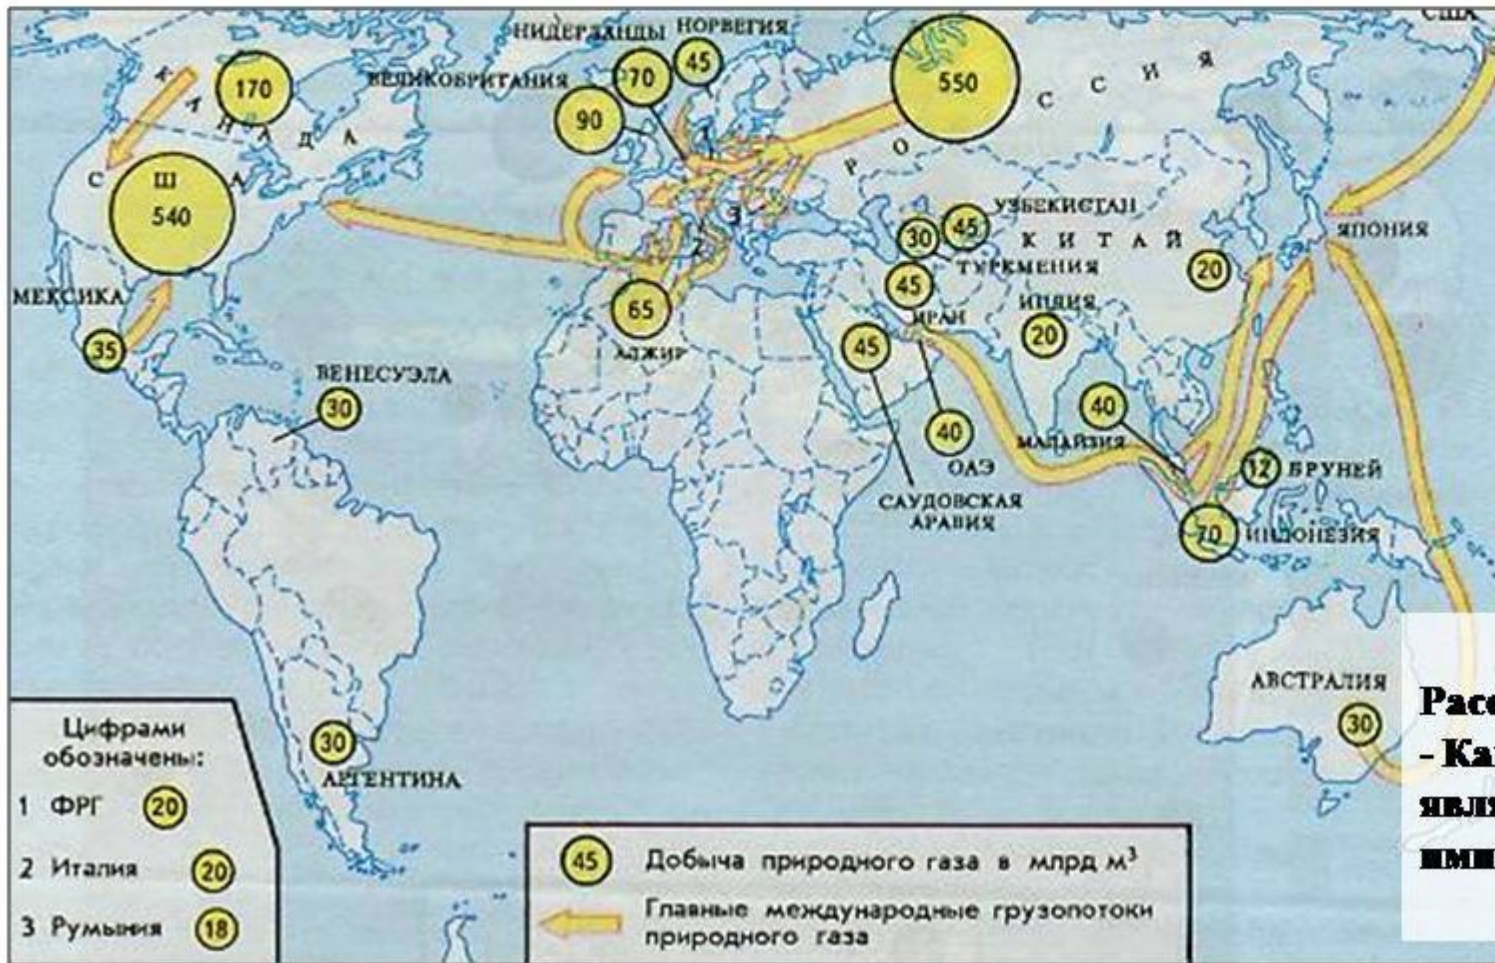 США
НИДЕРЛАНДЫ
НОРВЕГИЯ
ВЕЛИКОБРИТАНИЯ
70
45
90
550
РОССИЯ
КАНАДА
170
США
540
МЕКСИКА
35
ВЕНЕСУЭЛА
30
1
2
3
65
АЛЖИР
45
УЗБЕКИСТАН
30
ТУРКМЕНИЯ
КИТАЙ
20
ЯПОНИЯ
45
ИРАН
ИНДИЯ
20
45
САУДОВСКАЯ
АРАВИЯ
40
ОАЭ
40
МАЛАЙЗИЯ
12
БРУНЕЙ
70
ИНДОНЕЗИЯ
АВСТРАЛИЯ
30
30
АРГЕНТИНА
Цифрами
обозначены:
1 ФРГ 20
2 Италия 20
3 Румыния 18
45 Добыча природного газа в млрд м³
Главные международные грузопотоки
природного газа